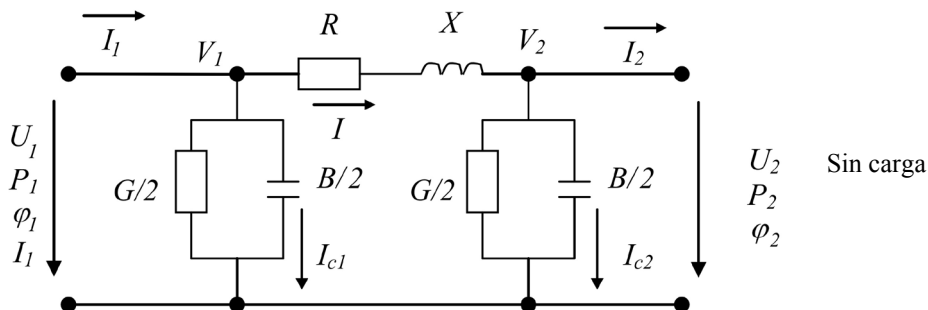 I1
R
X
V1
V2
I2
I
U1
P1
φ1
I1
G/2
B/2
Ic1
G/2
B/2
Ic2
U2
P2
φ2
Sin carga